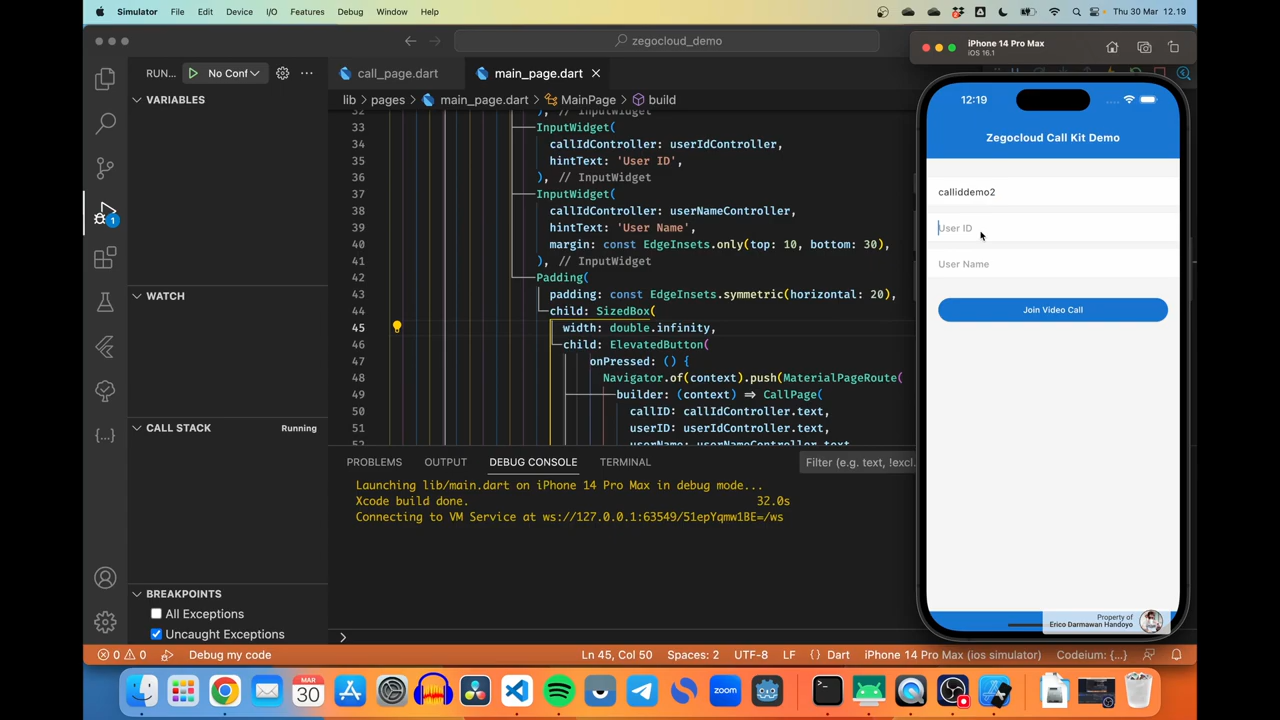 Simulator File Edit Device I/O Features Debug Window Help
Thu 30 Mar 12.19
zegocloud_demo
RUN... No Conf
call_page.dart
main_page.dart
lib pages main_page.dart MainPage build
VARIABLES
WATCH
CALL STACK
Running
BREAKPOINTS
All Exceptions
Uncaught Exceptions
1
32 ), // InputWidget
33 InputWidget(
34 callIdController: userIdController,
35 hintText: 'User ID',
36 ), // InputWidget
37 InputWidget(
38 callIdController: userNameController,
39 hintText: 'User Name',
40 margin: const EdgeInsets.only(top: 10, bottom: 30),
41 ), // InputWidget
42 Padding(
43 padding: const EdgeInsets.symmetric(horizontal: 20),
44 child: SizedBox(
45 width: double.infinity,
46 child: ElevatedButton(
47 onPressed: () {
48 Navigator.of(context).push(MaterialPageRoute(
49 builder: (context) => CallPage(
50 callID: callIdController.text,
51 userID: userIdController.text,
52 userName: userNameController.text
PROBLEMS OUTPUT DEBUG CONSOLE TERMINAL
Filter (e.g. text, !excl.
Launching lib/main.dart on iPhone 14 Pro Max in debug mode...
Xcode build done. 32.0s
Connecting to VM Service at ws://127.0.0.1:63549/51epYqmw1BE=/ws
iPhone 14 Pro Max
iOS 16.1
12:19
Zegocloud Call Kit Demo
calliddemo2
User ID
User Name
Join Video Call
Property of
Erico Darmawan Handoyo
0 0 Debug my code
Ln 45, Col 50 Spaces: 2 UTF-8 LF {} Dart iPhone 14 Pro Max (ios simulator) Codeium: {...}
MAR
30
zoom